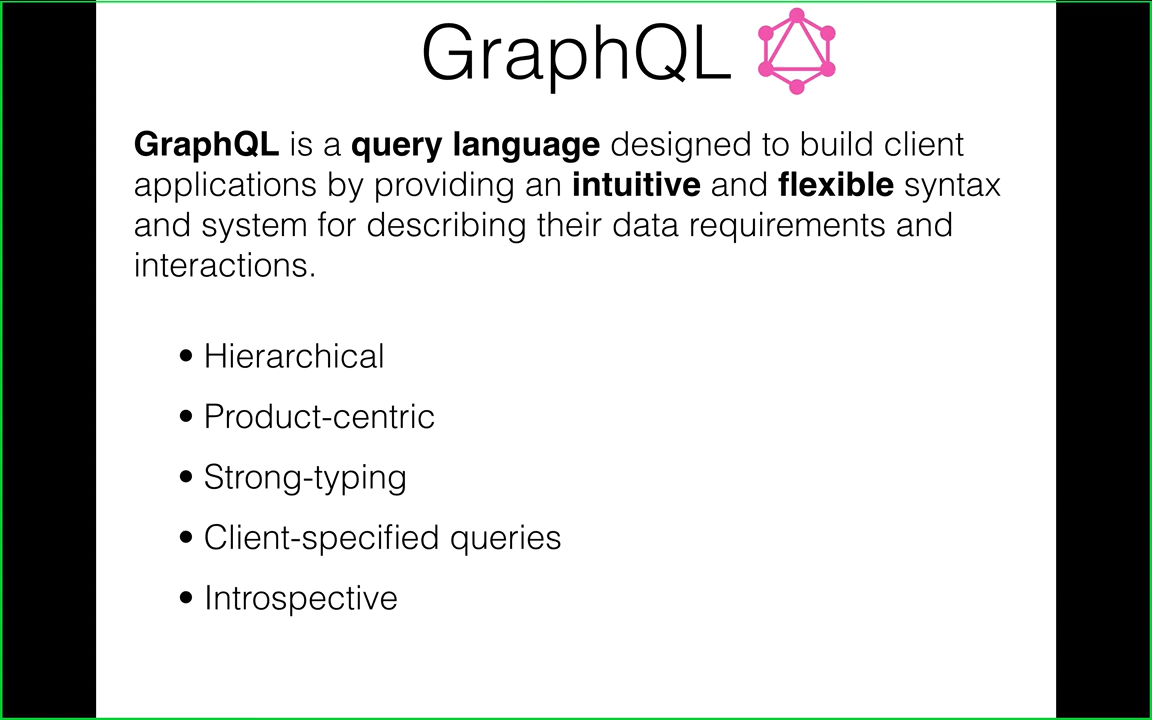 GraphQL
GraphQL is a query language designed to build client
applications by providing an intuitive and flexible syntax
and system for describing their data requirements and
interactions.
• Hierarchical
• Product-centric
• Strong-typing
• Client-specified queries
• Introspective